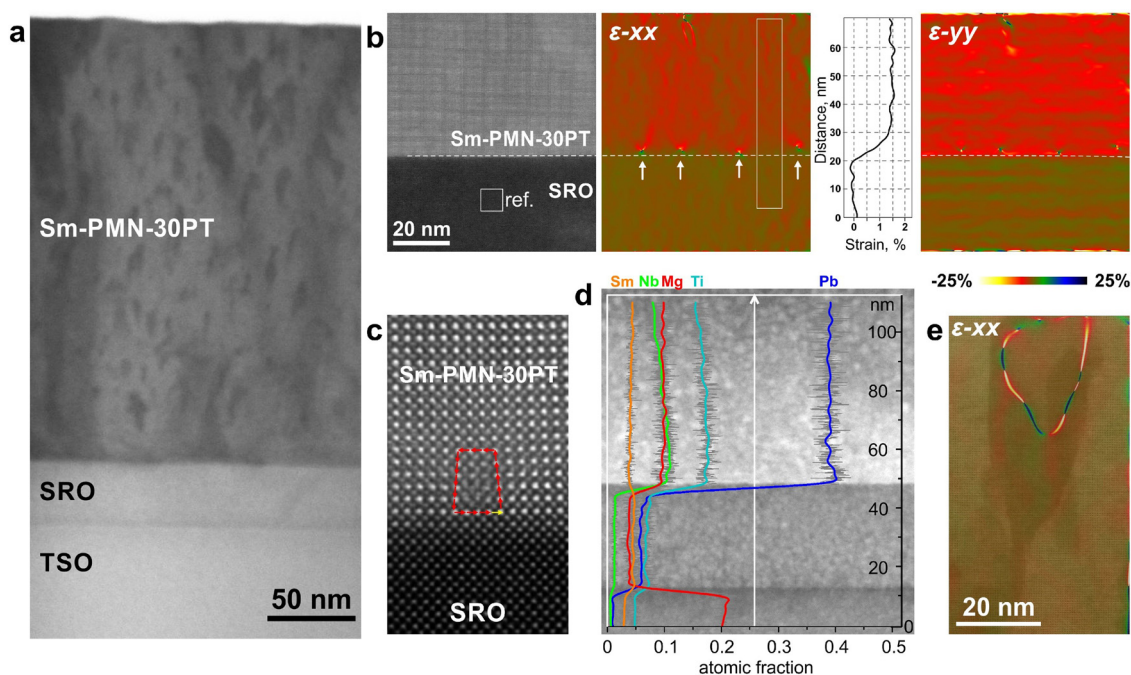 a
Sm-PMN-30PT
SRO
TSO
50 nm
b
Sm-PMN-30PT
SRO
ref.
20 nm
ε-xx
Distance, nm
60
50
40
30
20
10
0
0 1 2
Strain, %
ε-yy
-25% 25%
c
Sm-PMN-30PT
SRO
d
Sm Nb Mg Ti Pb
nm
100
80
60
40
20
0
0 0.1 0.2 0.3 0.4 0.5
atomic fraction
e
ε-xx
20 nm